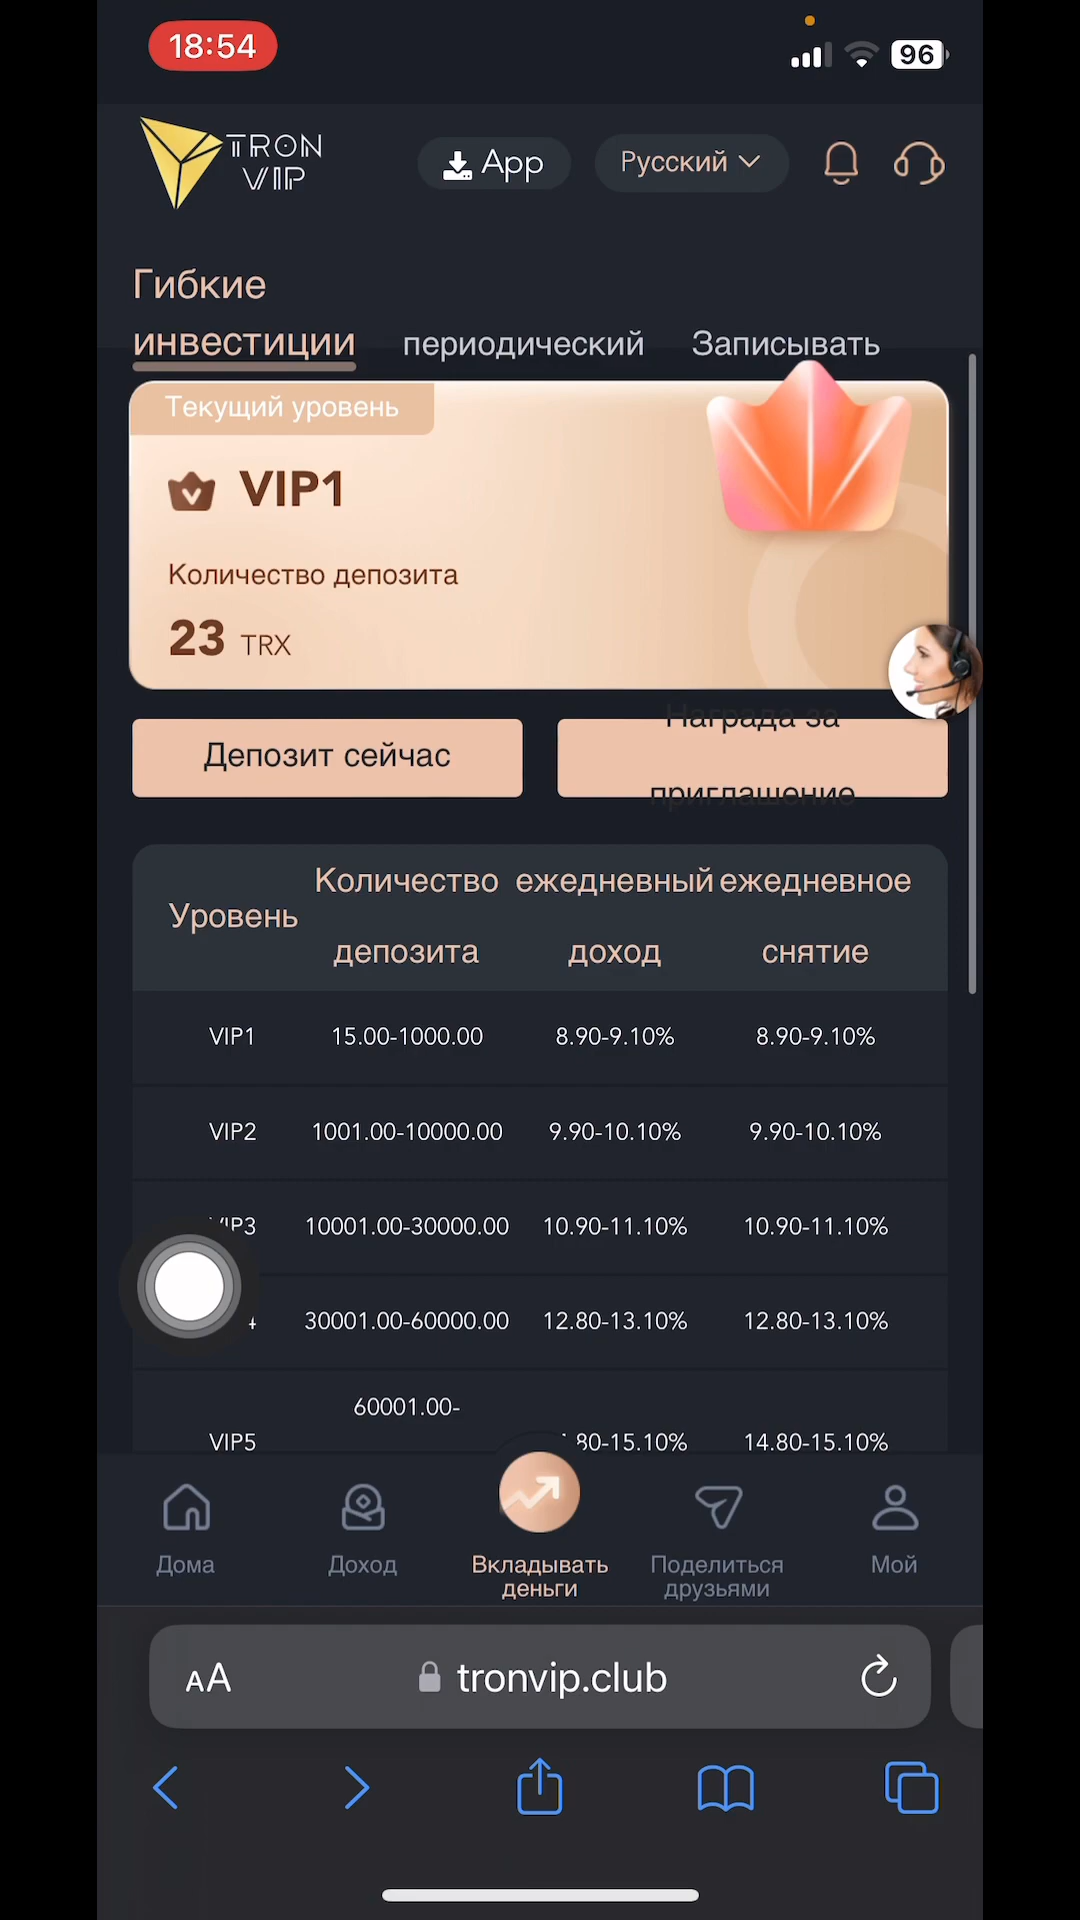 18:54
96
TRON
VIP
App
Русский
Гибкие
инвестиции
периодический
Записывать
Текущий уровень
VIP1
Количество депозита
23 TRX
Депозит сейчас
Награда за
приглашение
Уровень
Количество
депозита
ежедневный
доход
ежедневное
снятие
VIP1 15.00-1000.00 8.90-9.10% 8.90-9.10%
VIP2 1001.00-10000.00 9.90-10.10% 9.90-10.10%
VIP3 10001.00-30000.00 10.90-11.10% 10.90-11.10%
4 30001.00-60000.00 12.80-13.10% 12.80-13.10%
60001.00-
VIP5 .80-15.10% 14.80-15.10%
Дома
Доход
Вкладывать
деньги
Поделиться
друзьями
Мой
AA
tronvip.club